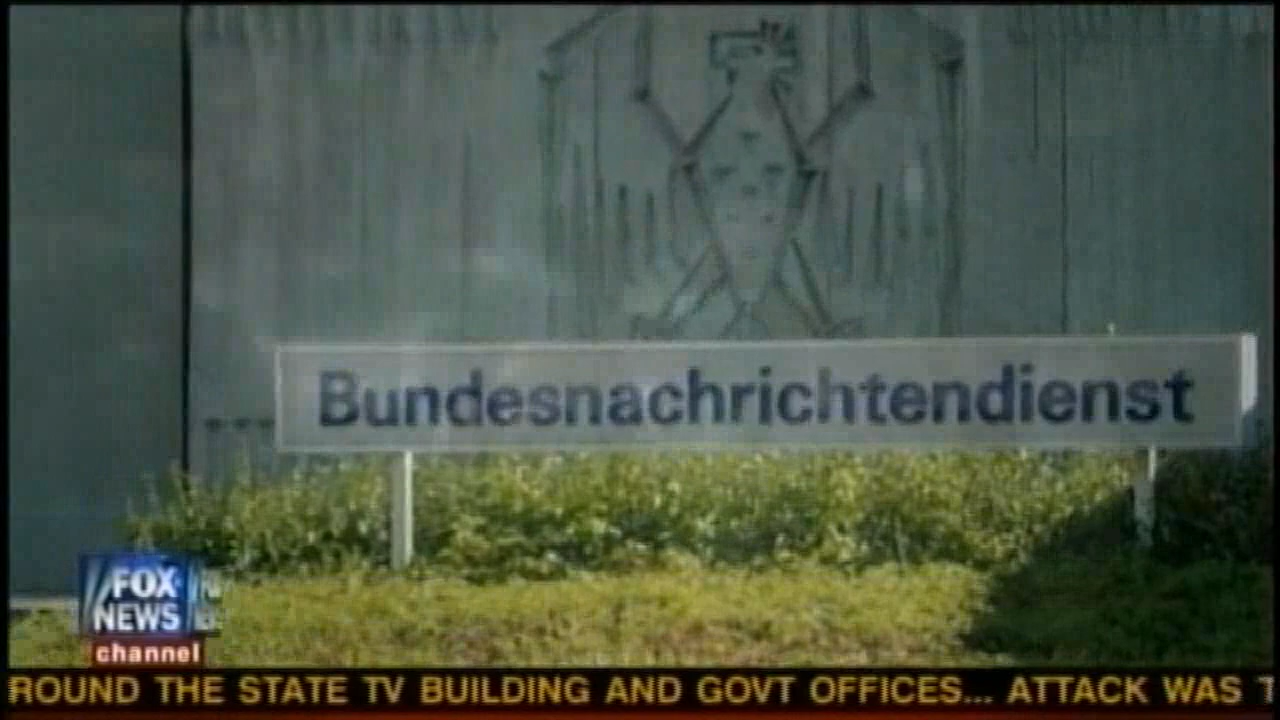 Bundesnachrichtendienst
FOX
NEWS
channel
ROUND THE STATE TV BUILDING AND GOVT OFFICES... ATTACK WAS